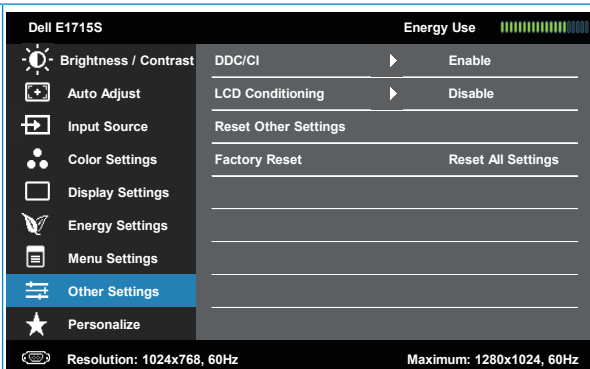 Dell E1715S Energy Use
Brightness / Contrast DDC/CI Enable
Auto Adjust LCD Conditioning Disable
Input Source Reset Other Settings
Color Settings Factory Reset Reset All Settings
Display Settings
Energy Settings
Menu Settings
Other Settings
Personalize
Resolution: 1024x768, 60Hz Maximum: 1280x1024, 60Hz